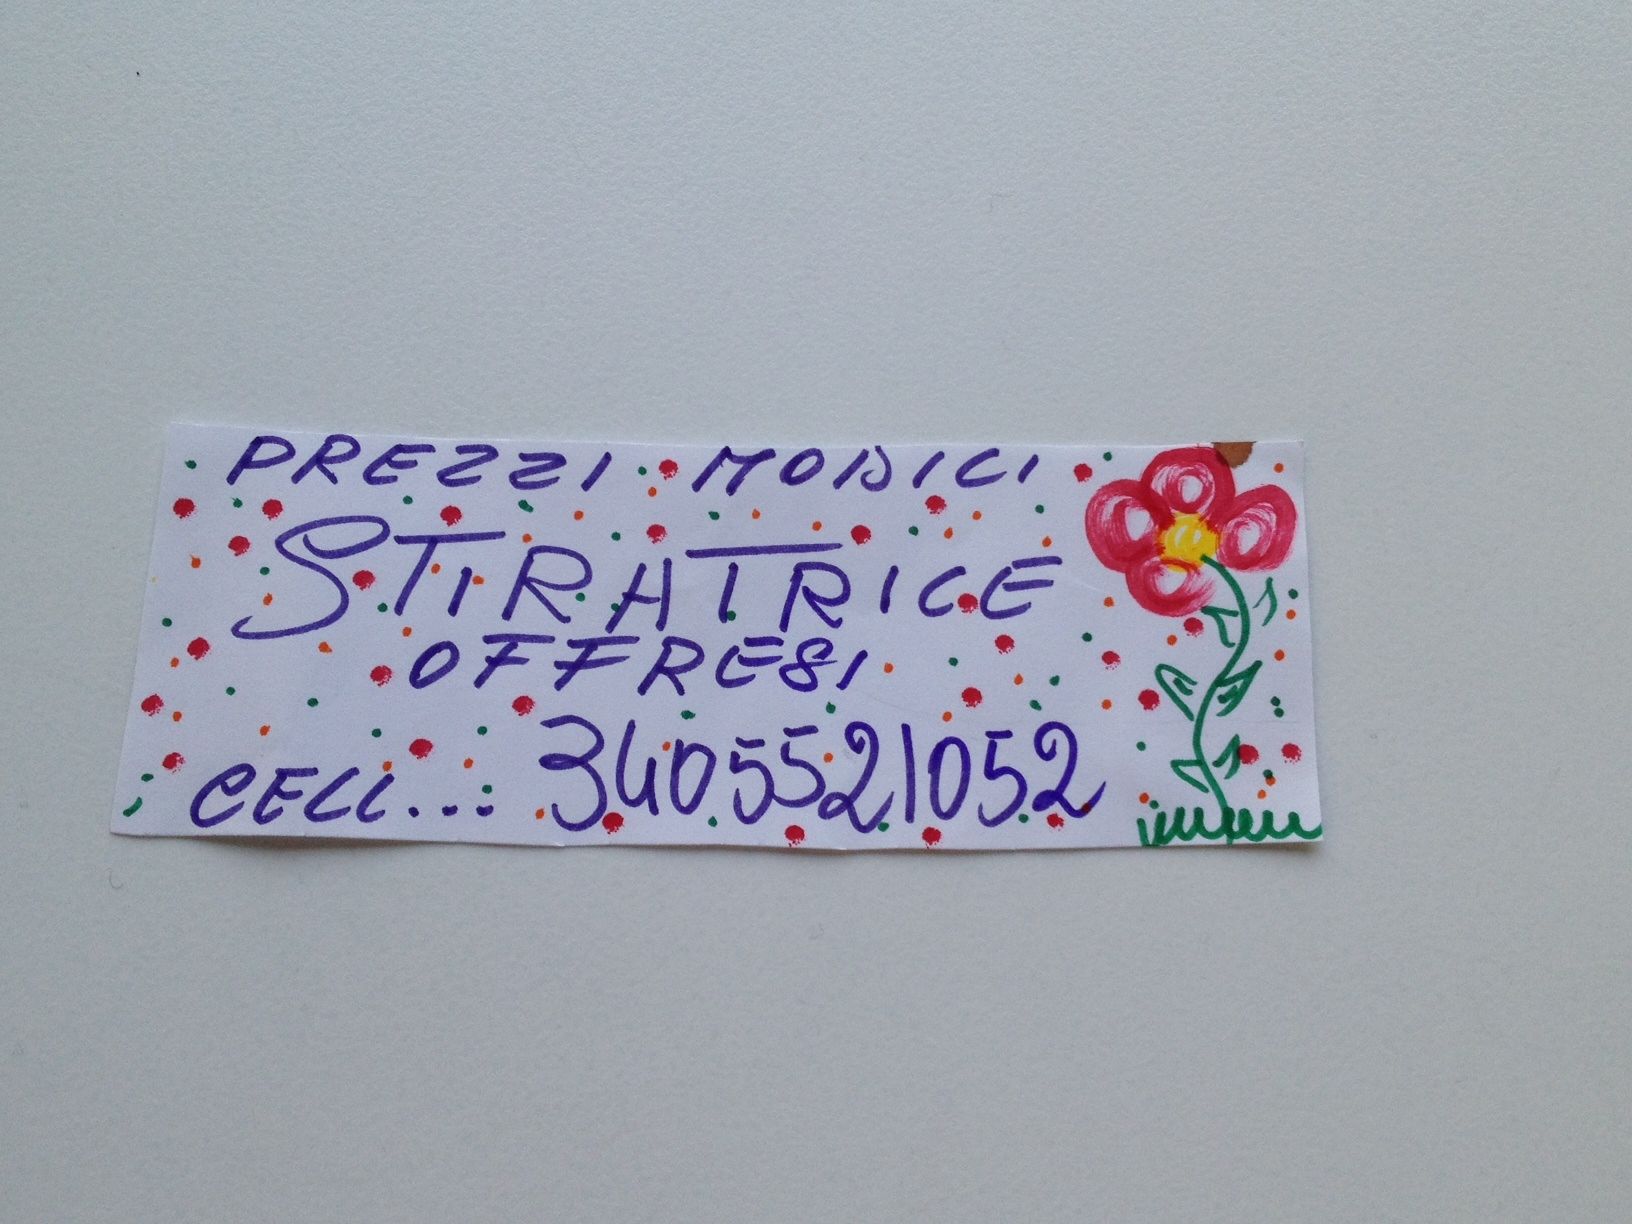 PREZZI MODICI
STIRATRICE
OFFRESI
CELL... 3405521052